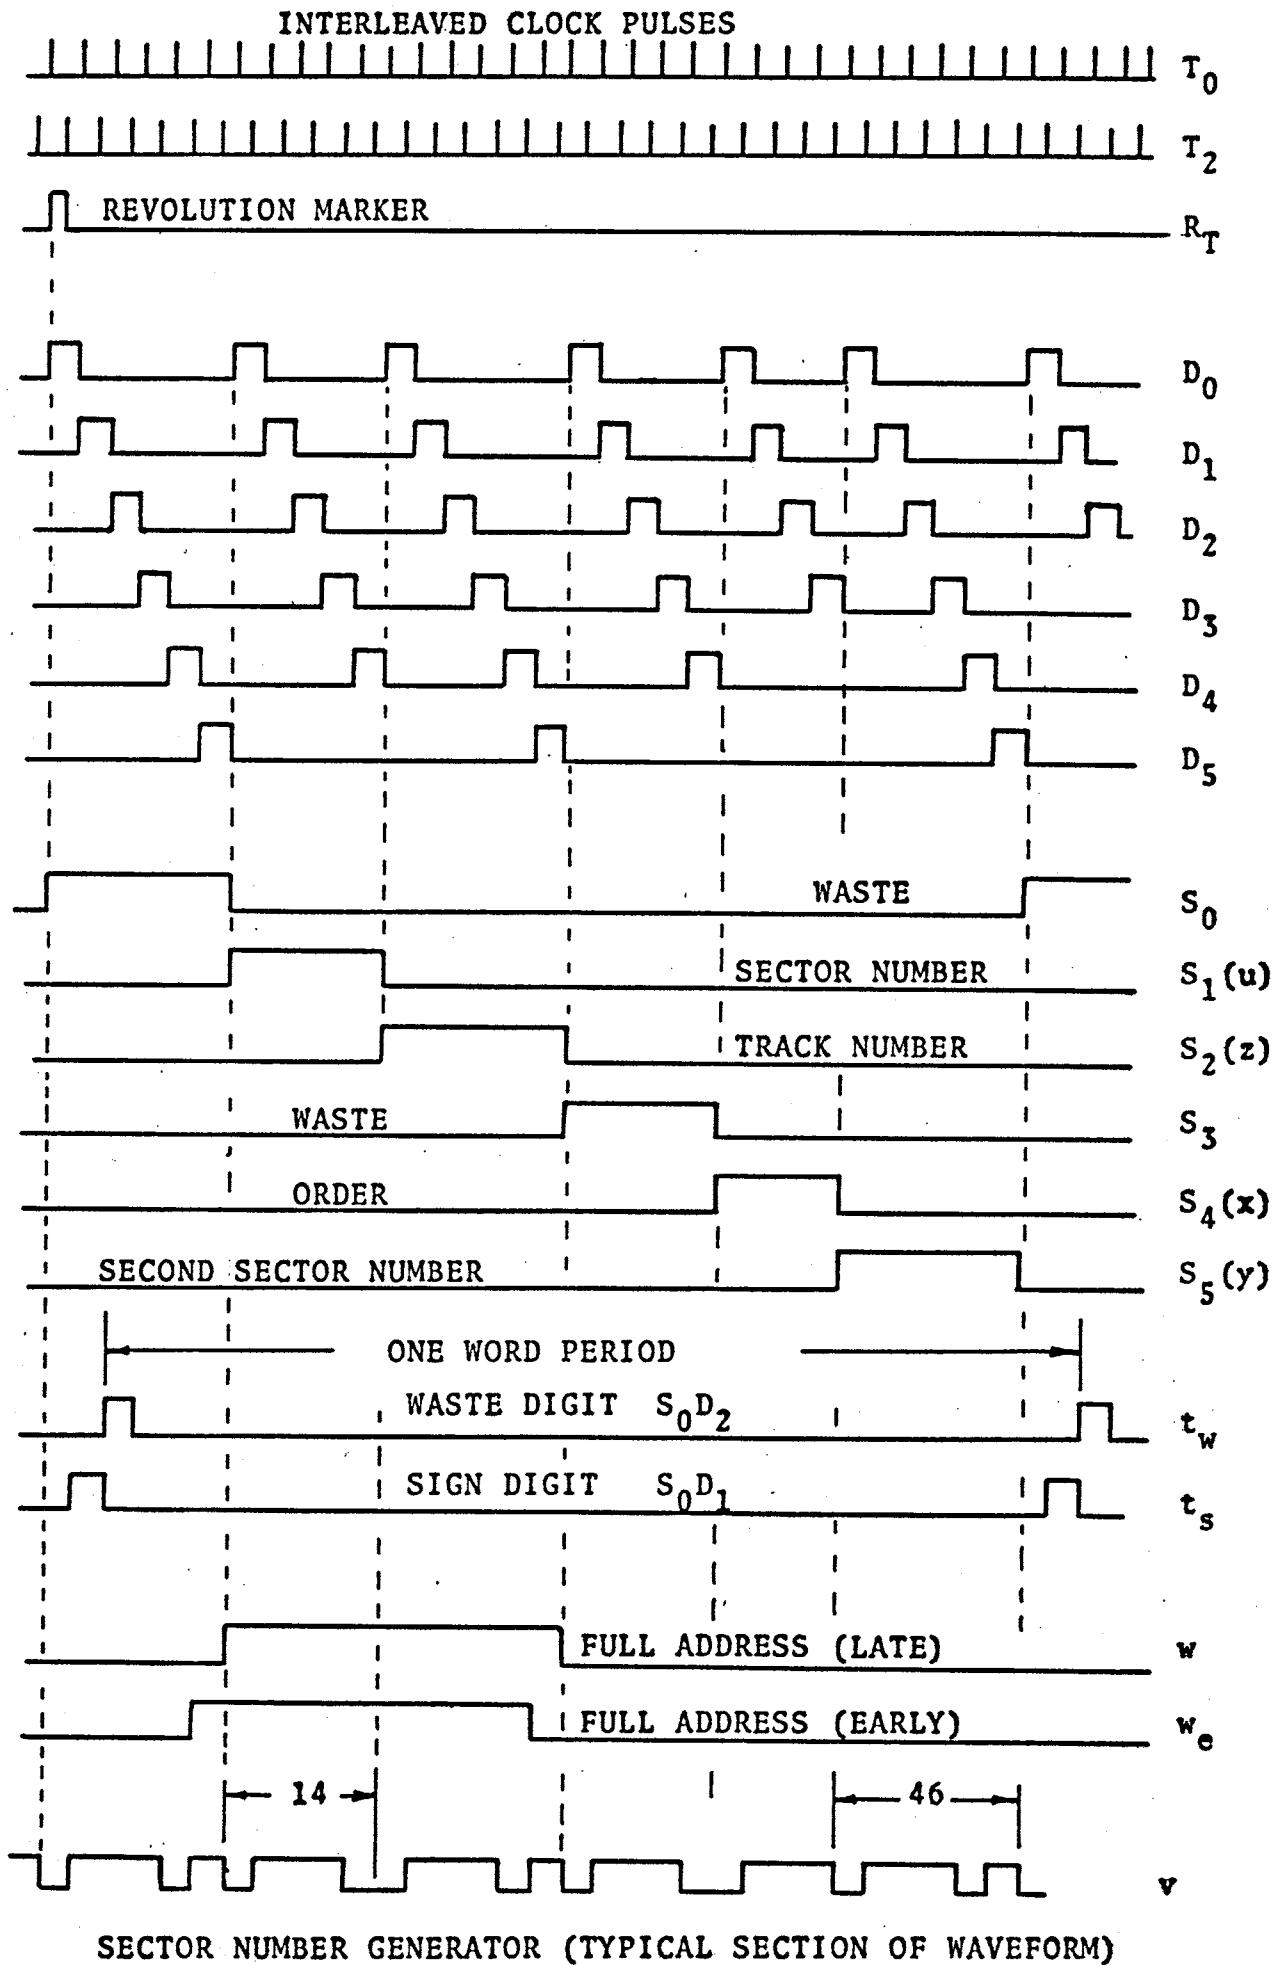 INTERLEAVED CLOCK PULSES
T0
T2
REVOLUTION MARKER
RT
D0
D1
D2
D3
D4
D5
WASTE S0
SECTOR NUMBER S1(u)
TRACK NUMBER S2(z)
WASTE S3
ORDER S4(x)
SECOND SECTOR NUMBER S5(y)
ONE WORD PERIOD
WASTE DIGIT S0D2 tw
SIGN DIGIT S0D1 ts
FULL ADDRESS (LATE) w
FULL ADDRESS (EARLY) we
14 46
v
SECTOR NUMBER GENERATOR (TYPICAL SECTION OF WAVEFORM)